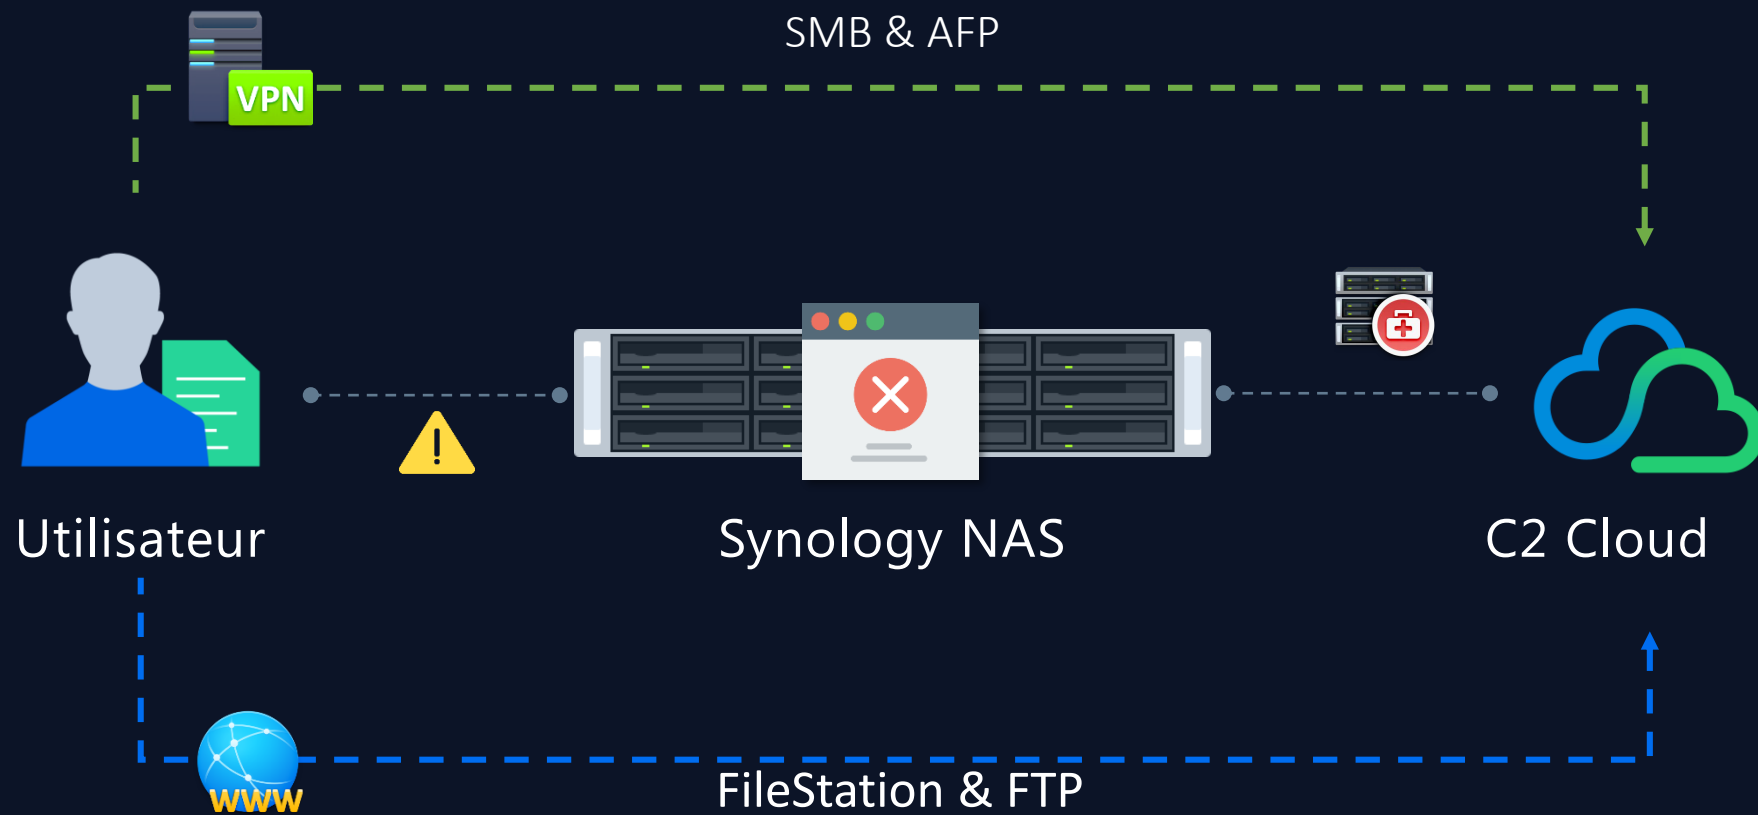 SMB & AFP
VPN
Utilisateur
Synology NAS
C2 Cloud
FileStation & FTP
WWW